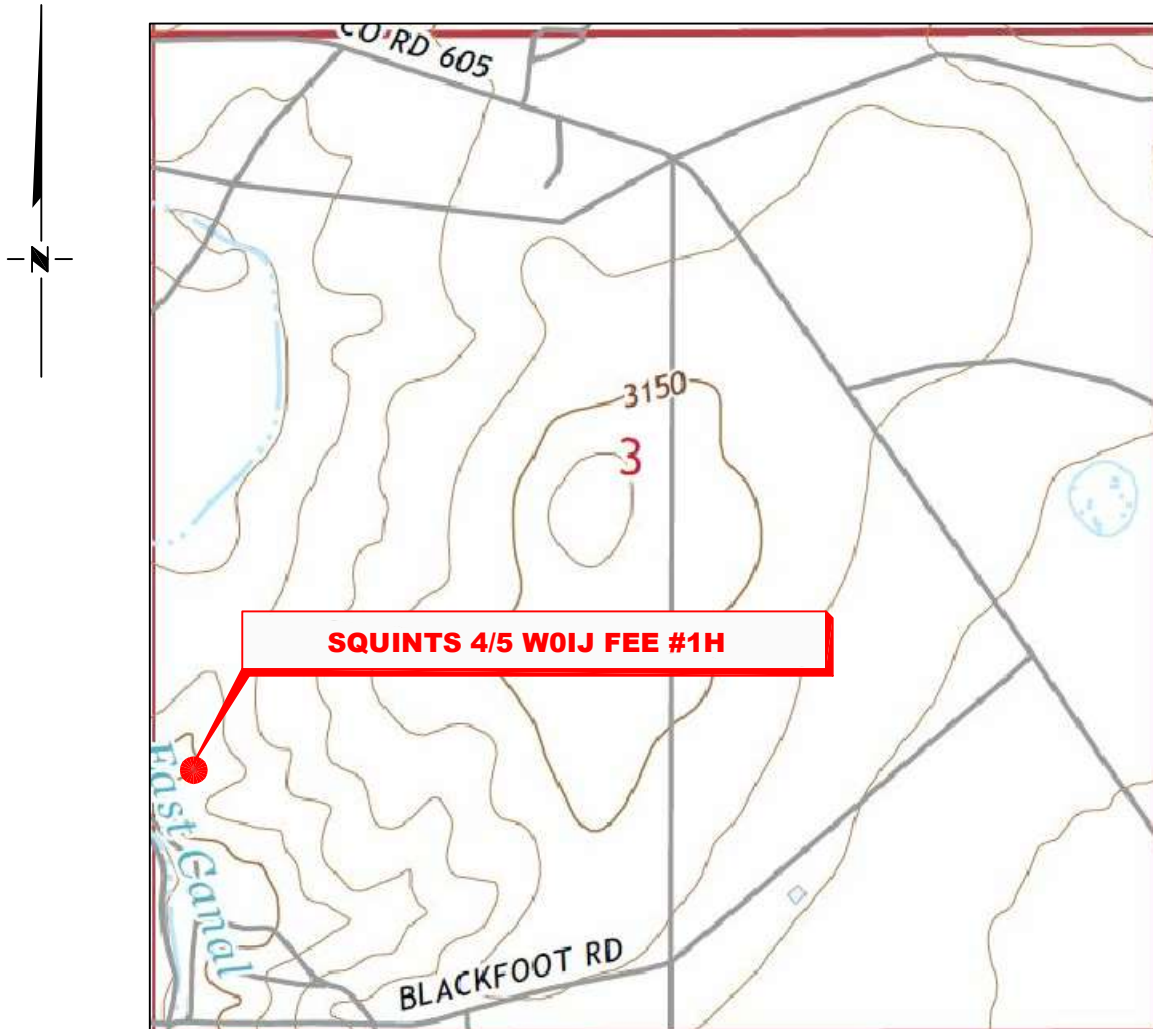 CO RD 605
N
3150
3
SQUINTS 4/5 W0IJ FEE #1H
East Canal
BLACKFOOT RD